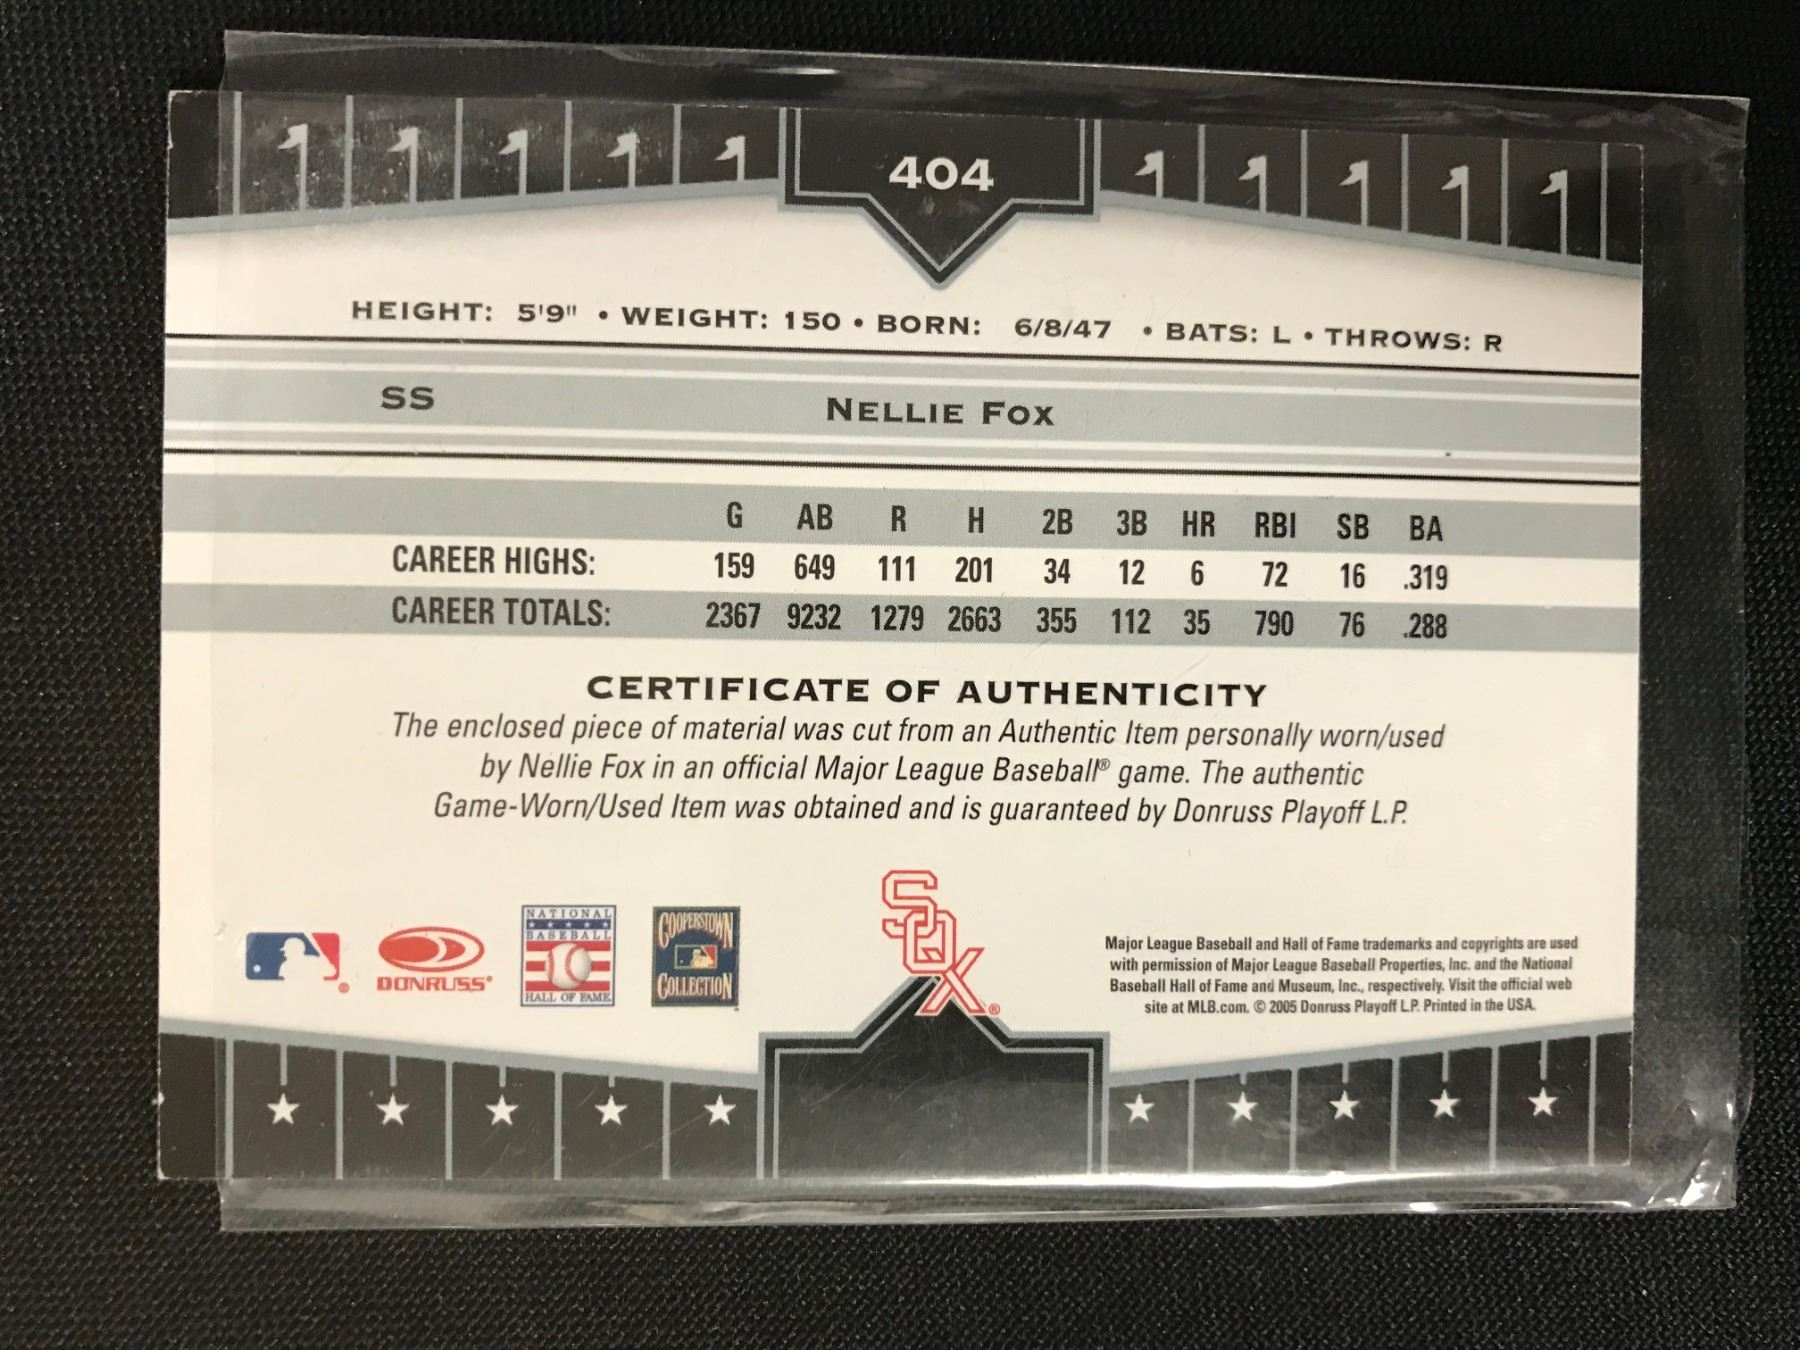 404
HEIGHT: 5'9" • WEIGHT: 150 • BORN: 6/8/47 • BATS: L • THROWS: R
SS NELLIE FOX
G AB R H 2B 3B HR RBI SB BA
CAREER HIGHS: 159 649 111 201 34 12 6 72 16 .319
CAREER TOTALS: 2367 9232 1279 2663 355 112 35 790 76 .288
CERTIFICATE OF AUTHENTICITY
The enclosed piece of material was cut from an Authentic Item personally worn/used
by Nellie Fox in an official Major League Baseball® game. The authentic
Game-Worn/Used Item was obtained and is guaranteed by Donruss Playoff L.P.
®
DONRUSS®
NATIONAL
BASEBALL
HALL OF FAME
COOPERSTOWN
COLLECTION
SOX®
Major League Baseball and Hall of Fame trademarks and copyrights are used
with permission of Major League Baseball Properties, Inc. and the National
Baseball Hall of Fame and Museum, Inc., respectively. Visit the official web
site at MLB.com. © 2005 Donruss Playoff L.P. Printed in the USA.